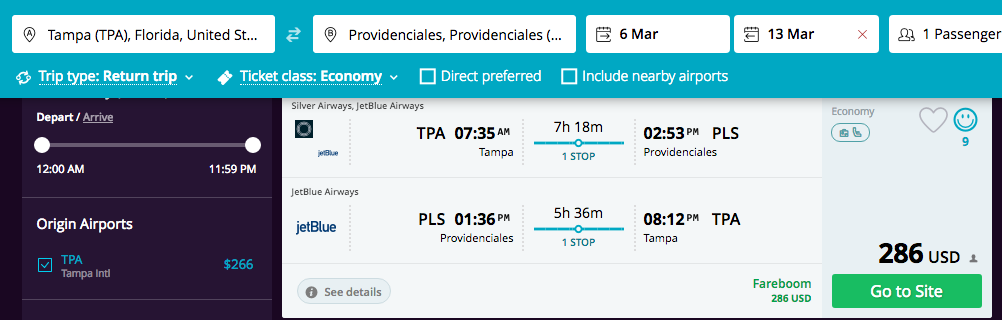 A Tampa (TPA), Florida, United St...
B Providenciales, Providenciales (...
6 Mar
13 Mar
1 Passenger
Trip type: Return trip
Ticket class: Economy
Direct preferred
Include nearby airports
Depart / Arrive
12:00 AM 11:59 PM
Origin Airports
TPA $266
Tampa Intl
Silver Airways, JetBlue Airways
jetBlue
TPA 07:35 AM
Tampa
7h 18m
1 STOP
02:53 PM PLS
Providenciales
JetBlue Airways
jetBlue
PLS 01:36 PM
Providenciales
5h 36m
1 STOP
08:12 PM TPA
Tampa
See details
Fareboom
286 USD
Economy
9
286 USD
Go to Site